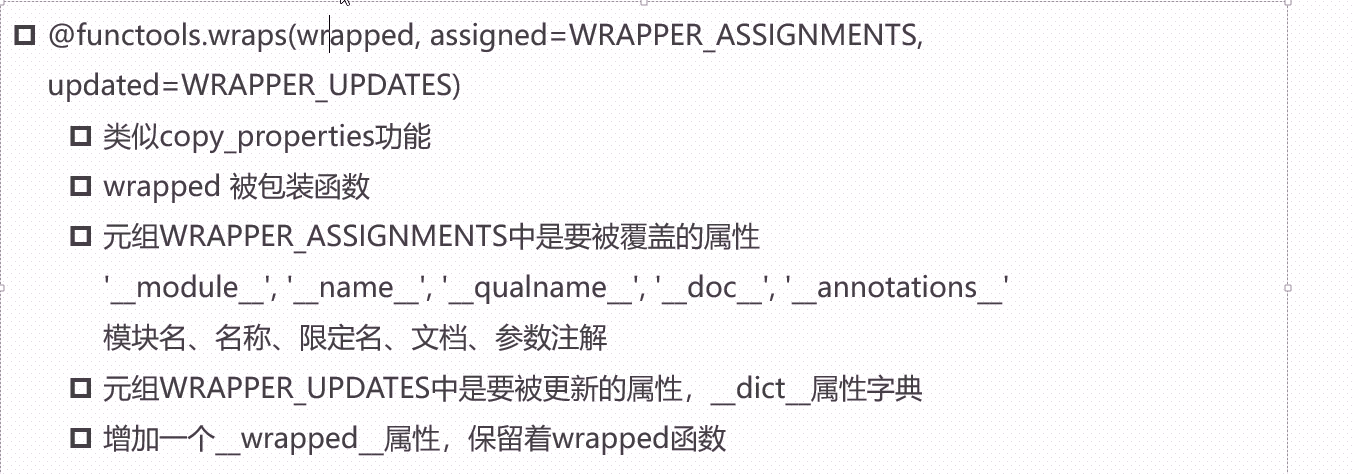 @functools.wraps(wrapped, assigned=WRAPPER_ASSIGNMENTS,
updated=WRAPPER_UPDATES)
类似copy_properties功能
wrapped 被包装函数
元组WRAPPER_ASSIGNMENTS中是要被覆盖的属性
'__module__', '__name__', '__qualname__', '__doc__', '__annotations__'
模块名、名称、限定名、文档、参数注解
元组WRAPPER_UPDATES中是要被更新的属性，__dict__属性字典
增加一个__wrapped__属性，保留着wrapped函数